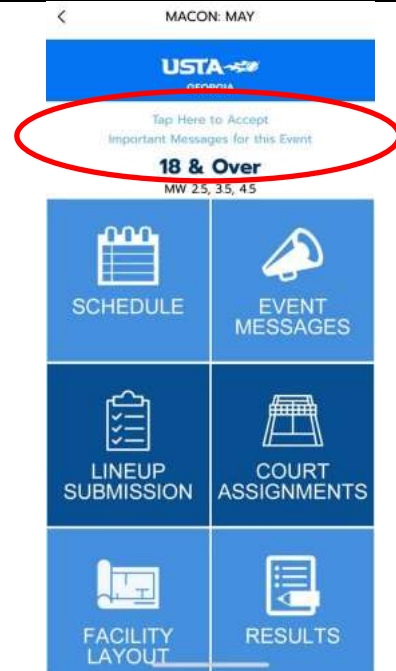 MACON: MAY
USTA
GEORGIA
Tap Here to Accept
Important Messages for this Event
18 & Over
MW 2.5, 3.5, 4.5
SCHEDULE
EVENT
MESSAGES
LINEUP
SUBMISSION
COURT
ASSIGNMENTS
FACILITY
LAYOUT
RESULTS